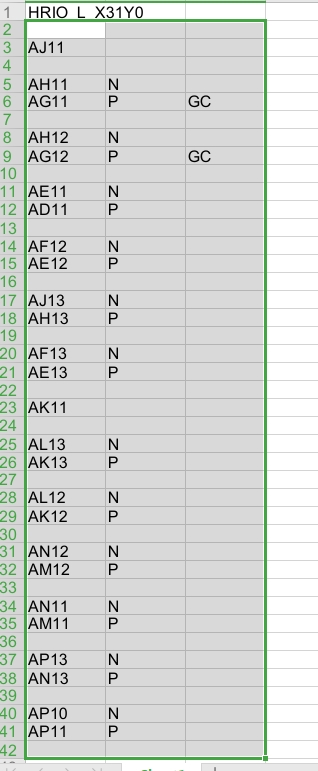 1 HRIO_L_X31Y0
2
3 AJ11
4
5 AH11 N
6 AG11 P GC
7
8 AH12 N
9 AG12 P GC
10
11 AE11 N
12 AD11 P
13
14 AF12 N
15 AE12 P
16
17 AJ13 N
18 AH13 P
19
20 AF13 N
21 AE13 P
22
23 AK11
24
25 AL13 N
26 AK13 P
27
28 AL12 N
29 AK12 P
30
31 AN12 N
32 AM12 P
33
34 AN11 N
35 AM11 P
36
37 AP13 N
38 AN13 P
39
40 AP10 N
41 AP11 P
42